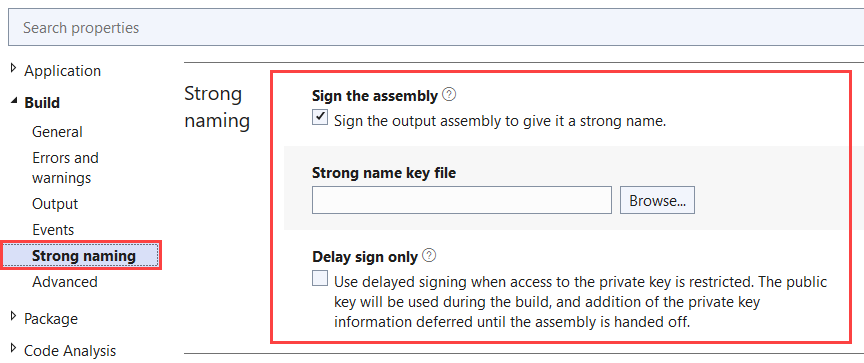 Search properties
Application
Build
General
Errors and
warnings
Output
Events
Strong naming
Advanced
Package
Code Analysis
Strong
naming
Sign the assembly ?
Sign the output assembly to give it a strong name.
Strong name key file
Browse...
Delay sign only ?
Use delayed signing when access to the private key is restricted. The public
key will be used during the build, and addition of the private key
information deferred until the assembly is handed off.